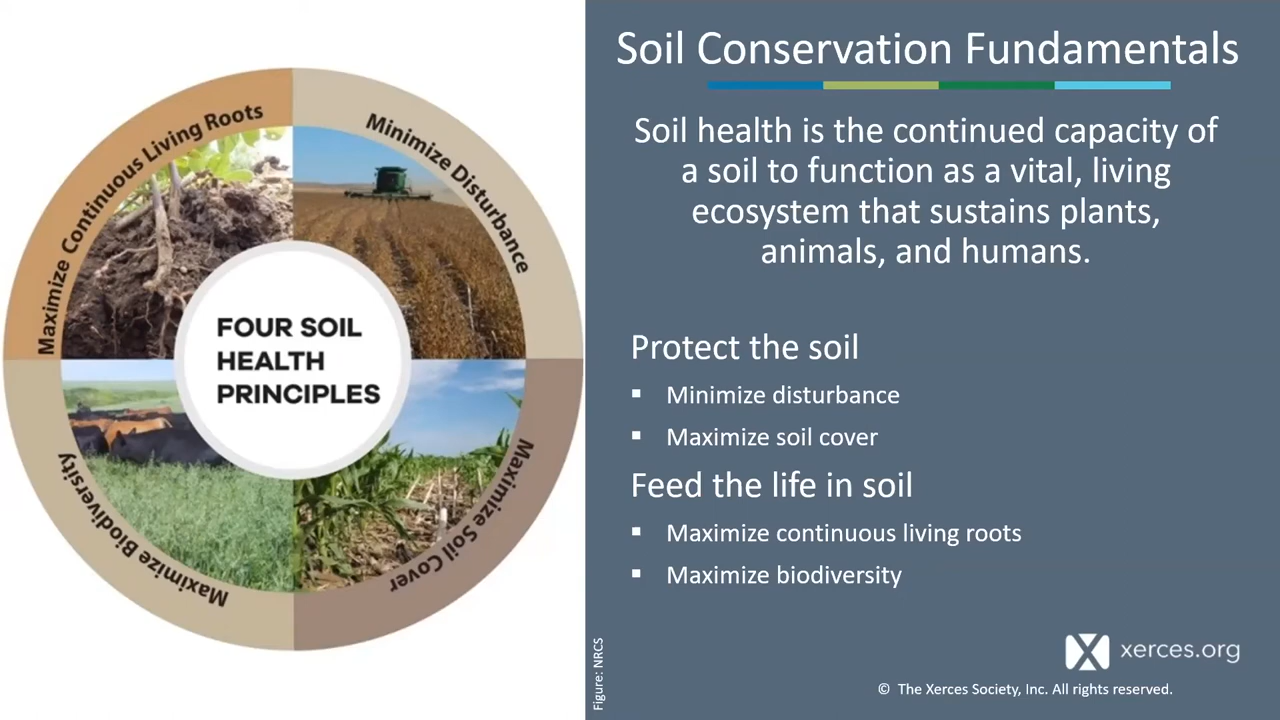 Maximize Continuous Living Roots
Minimize Disturbance
FOUR SOIL
HEALTH
PRINCIPLES
Maximize Biodiversity
Maximize Soil Cover
Soil Conservation Fundamentals
Soil health is the continued capacity of
a soil to function as a vital, living
ecosystem that sustains plants,
animals, and humans.
Protect the soil
▪ Minimize disturbance
▪ Maximize soil cover
Feed the life in soil
▪ Maximize continuous living roots
▪ Maximize biodiversity
Figure: NRCS
xerces.org
© The Xerces Society, Inc. All rights reserved.